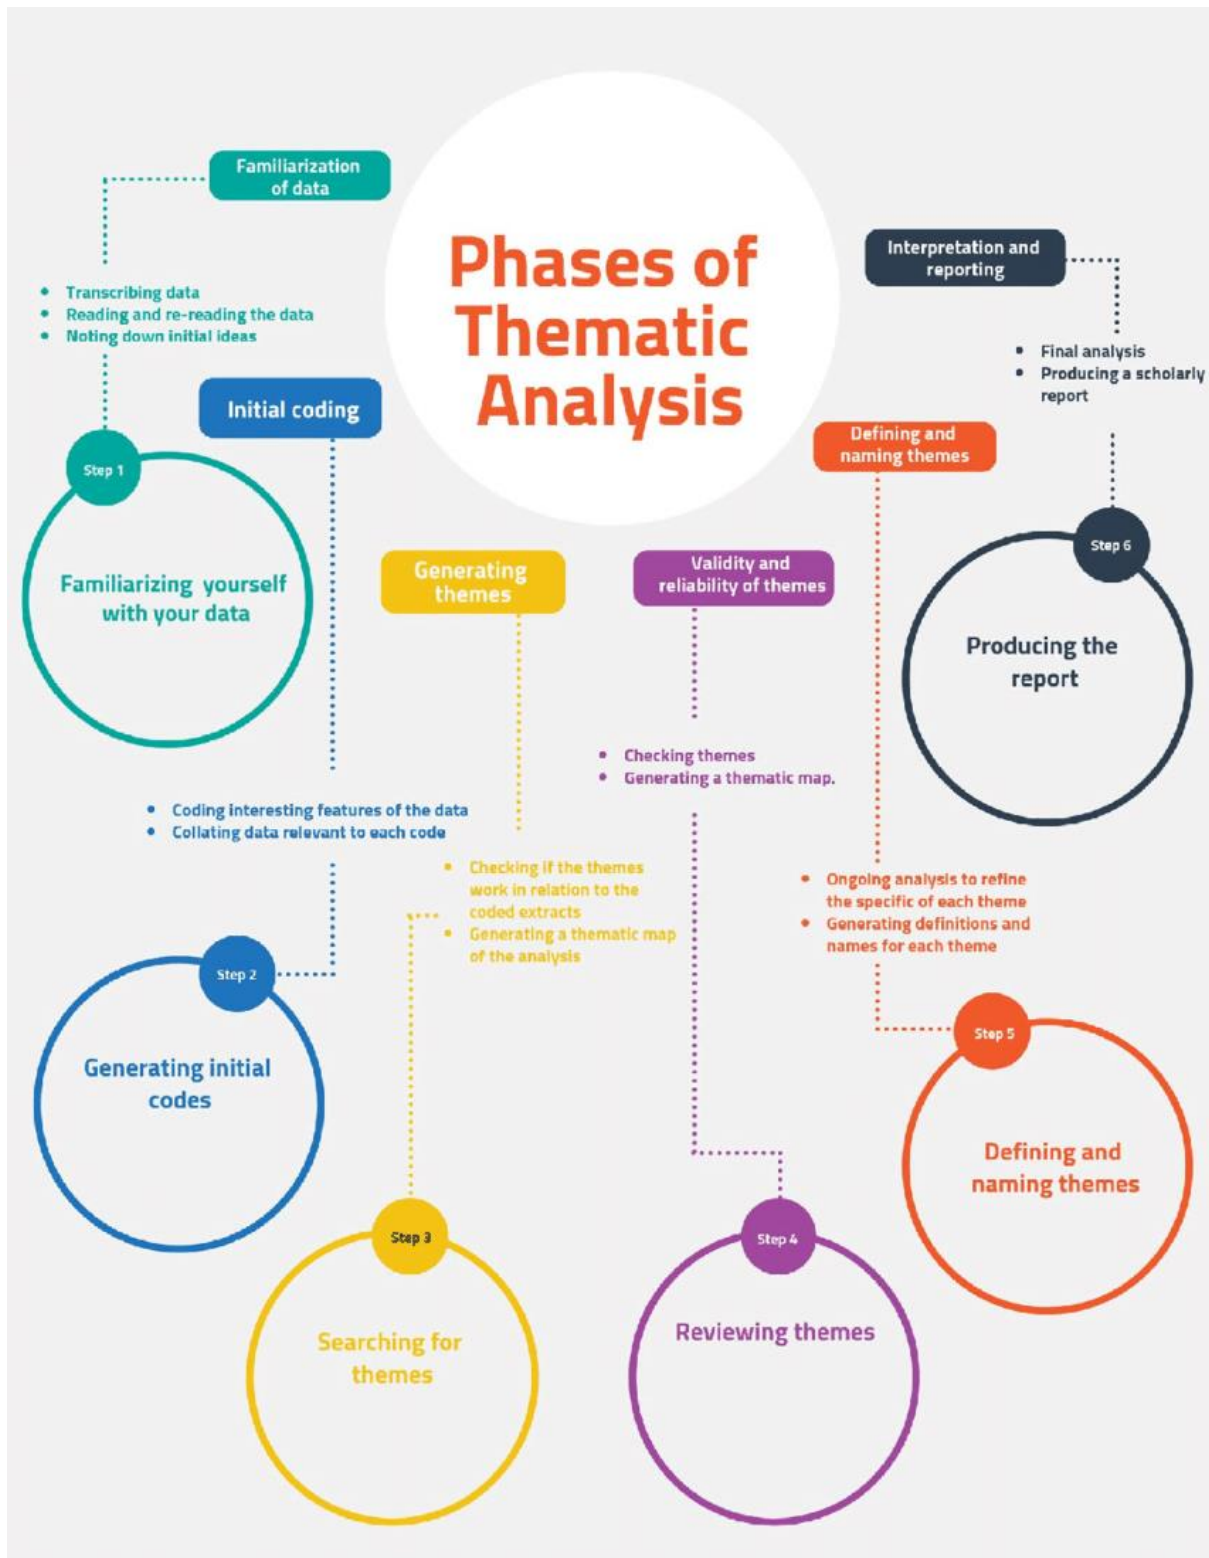 Phases of
Thematic
Analysis
Familiarization
of data
• Transcribing data
• Reading and re-reading the data
• Noting down initial ideas
Step 1
Familiarizing yourself
with your data
Initial coding
• Coding interesting features of the data
• Collating data relevant to each code
Step 2
Generating initial
codes
Generating
themes
• Checking if the themes
work in relation to the
coded extracts
• Generating a thematic map
of the analysis
Step 3
Searching for
themes
Validity and
reliability of themes
• Checking themes
• Generating a thematic map.
Step 4
Reviewing themes
Defining and
naming themes
• Ongoing analysis to refine
the specific of each theme
• Generating definitions and
names for each theme
Step 5
Defining and
naming themes
Interpretation and
reporting
• Final analysis
• Producing a scholarly
report
Step 6
Producing the
report